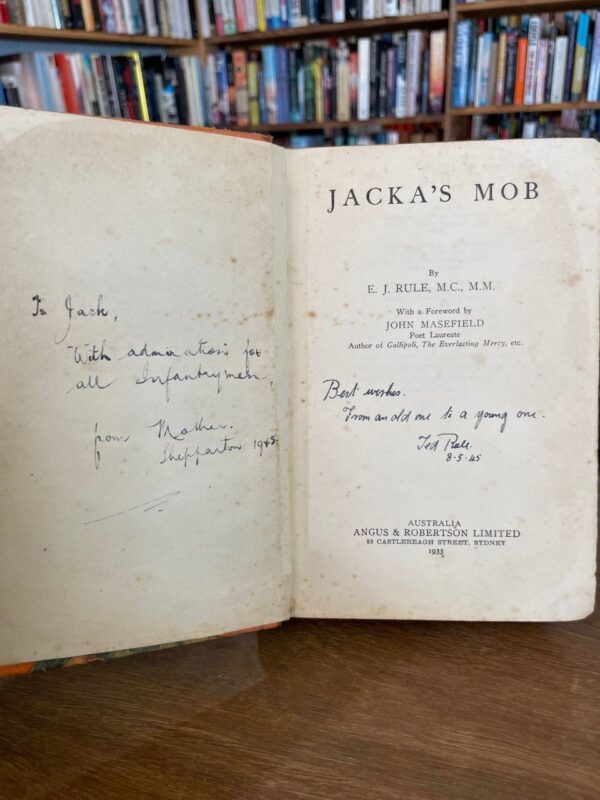 To Jack,
With admiration for
all Infantrymen,
from Mother.
Shepparton 1945
JACKA'S MOB
By
E. J. RULE, M.C., M.M.
With a Foreword by
JOHN MASEFIELD
Poet Laureate
Author of Gallipoli, The Everlasting Mercy, etc.
Best wishes.
From an old one to a young one.
Ted Rule.
8·5·45
AUSTRALIA
ANGUS & ROBERTSON LIMITED
89 CASTLEREAGH STREET, SYDNEY
1933